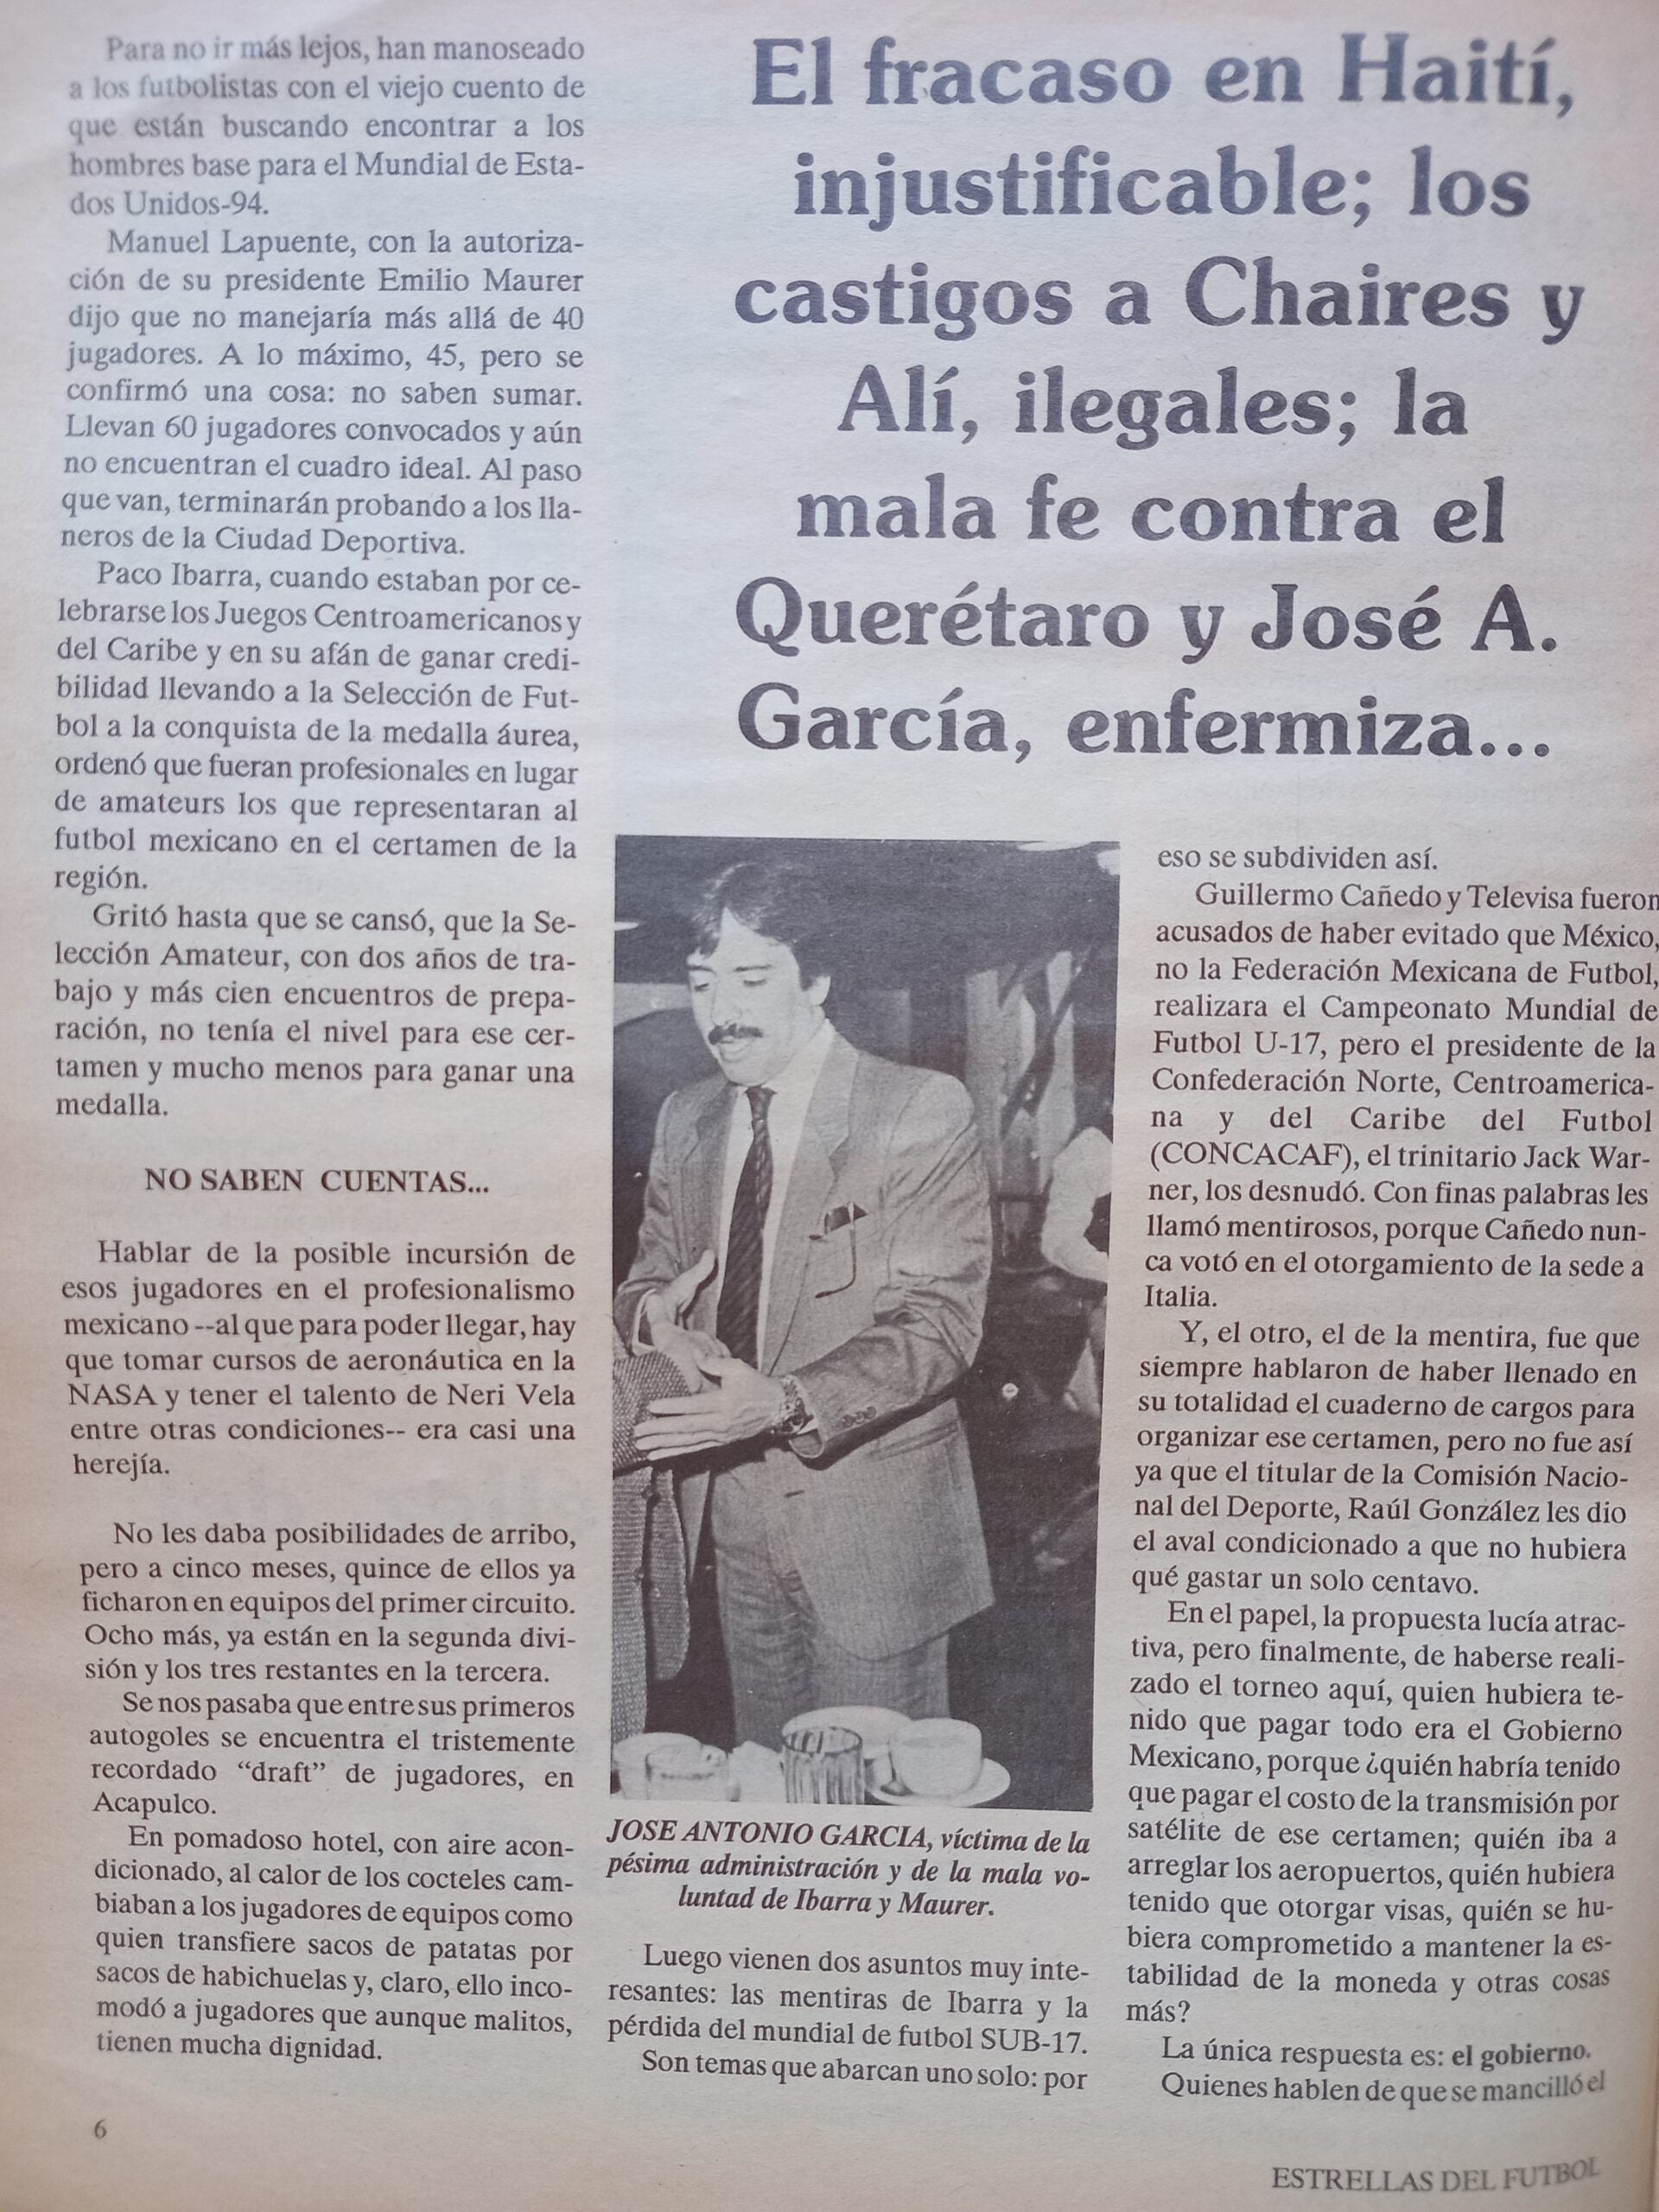 Para no ir más lejos, han manoseado
a los futbolistas con el viejo cuento de
que están buscando encontrar a los
hombres base para el Mundial de Esta-
dos Unidos-94.
Manuel Lapuente, con la autoriza-
ción de su presidente Emilio Maurer
dijo que no manejaría más allá de 40
jugadores. A lo máximo, 45, pero se
confirmó una cosa: no saben sumar.
Llevan 60 jugadores convocados y aún
no encuentran el cuadro ideal. Al paso
que van, terminarán probando a los lla-
neros de la Ciudad Deportiva.
Paco Ibarra, cuando estaban por ce-
lebrarse los Juegos Centroamericanos y
del Caribe y en su afán de ganar credi-
bilidad llevando a la Selección de Fut-
bol a la conquista de la medalla áurea,
ordenó que fueran profesionales en lugar
de amateurs los que representaran al
futbol mexicano en el certamen de la
región.
Gritó hasta que se cansó, que la Se-
lección Amateur, con dos años de tra-
bajo y más cien encuentros de prepa-
ración, no tenía el nivel para ese cer-
tamen y mucho menos para ganar una
medalla.
NO SABEN CUENTAS...
Hablar de la posible incursión de
esos jugadores en el profesionalismo
mexicano --al que para poder llegar, hay
que tomar cursos de aeronáutica en la
NASA y tener el talento de Neri Vela
entre otras condiciones-- era casi una
herejía.
No les daba posibilidades de arribo,
pero a cinco meses, quince de ellos ya
ficharon en equipos del primer circuito.
Ocho más, ya están en la segunda divi-
sión y los tres restantes en la tercera.
Se nos pasaba que entre sus primeros
autogoles se encuentra el tristemente
recordado “draft” de jugadores, en
Acapulco.
En pomadoso hotel, con aire acon-
dicionado, al calor de los cocteles cam-
biaban a los jugadores de equipos como
quien transfiere sacos de patatas por
sacos de habichuelas y, claro, ello inco-
modó a jugadores que aunque malitos,
tienen mucha dignidad.
El fracaso en Haití,
injustificable; los
castigos a Chaires y
Alí, ilegales; la
mala fe contra el
Querétaro y José A.
García, enfermiza...
JOSE ANTONIO GARCIA, víctima de la
pésima administración y de la mala vo-
luntad de Ibarra y Maurer.
Luego vienen dos asuntos muy inte-
resantes: las mentiras de Ibarra y la
pérdida del mundial de futbol SUB-17.
Son temas que abarcan uno solo: por
eso se subdividen así.
Guillermo Cañedo y Televisa fueron
acusados de haber evitado que México,
no la Federación Mexicana de Futbol,
realizara el Campeonato Mundial de
Futbol U-17, pero el presidente de la
Confederación Norte, Centroamerica-
na y del Caribe del Futbol
(CONCACAF), el trinitario Jack War-
ner, los desnudó. Con finas palabras les
llamó mentirosos, porque Cañedo nun-
ca votó en el otorgamiento de la sede a
Italia.
Y, el otro, el de la mentira, fue que
siempre hablaron de haber llenado en
su totalidad el cuaderno de cargos para
organizar ese certamen, pero no fue así
ya que el titular de la Comisión Nacio-
nal del Deporte, Raúl González les dio
el aval condicionado a que no hubiera
qué gastar un solo centavo.
En el papel, la propuesta lucía atrac-
tiva, pero finalmente, de haberse reali-
zado el torneo aquí, quien hubiera te-
nido que pagar todo era el Gobierno
Mexicano, porque ¿quién habría tenido
que pagar el costo de la transmisión por
satélite de ese certamen; quién iba a
arreglar los aeropuertos, quién hubiera
tenido que otorgar visas, quién se hu-
biera comprometido a mantener la es-
tabilidad de la moneda y otras cosas
más?
La única respuesta es: el gobierno.
Quienes hablen de que se mancilló el
6
ESTRELLAS DEL FUTBOL